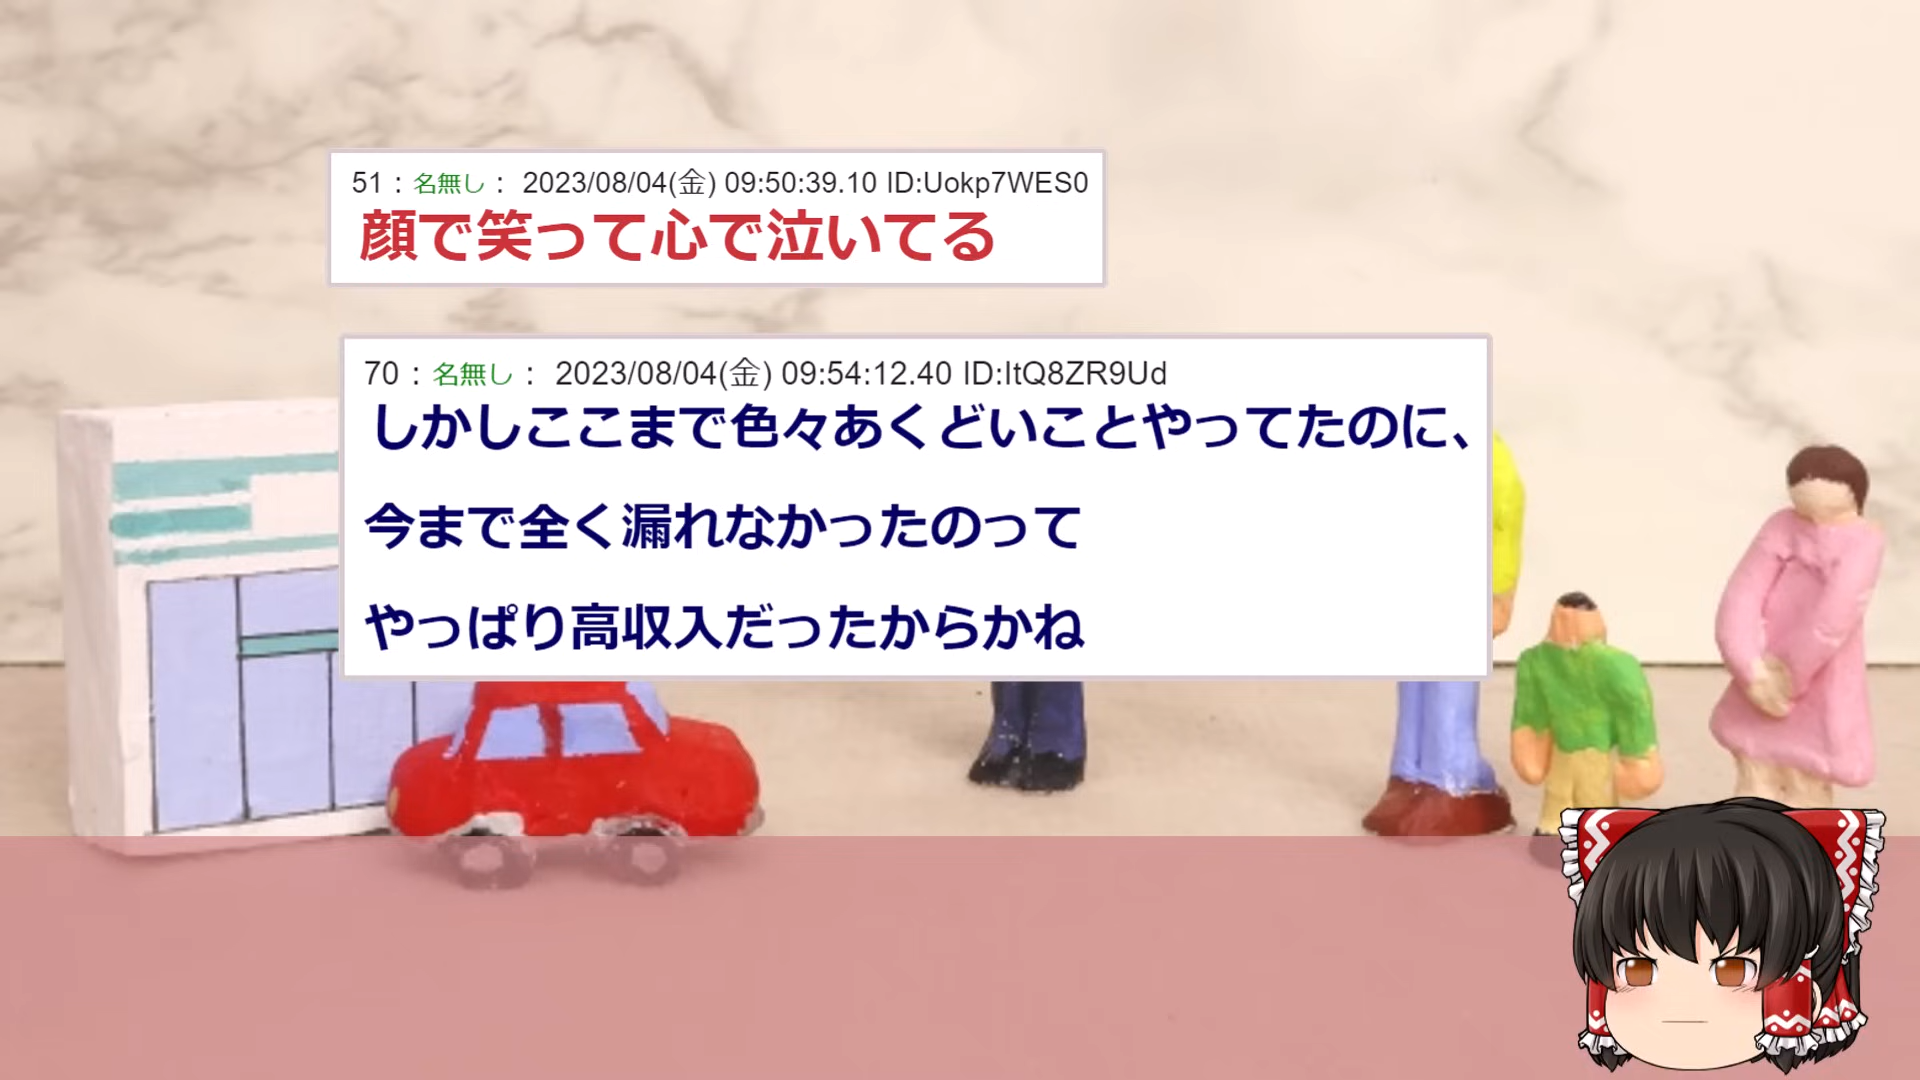 51：名無し： 2023/08/04(金) 09:50:39.10 ID:Uokp7WES0
顔で笑って心で泣いてる
70：名無し： 2023/08/04(金) 09:54:12.40 ID:ItQ8ZR9Ud
しかしここまで色々あくどいことやってたのに、
今まで全く漏れなかったのって
やっぱり高収入だったからかね